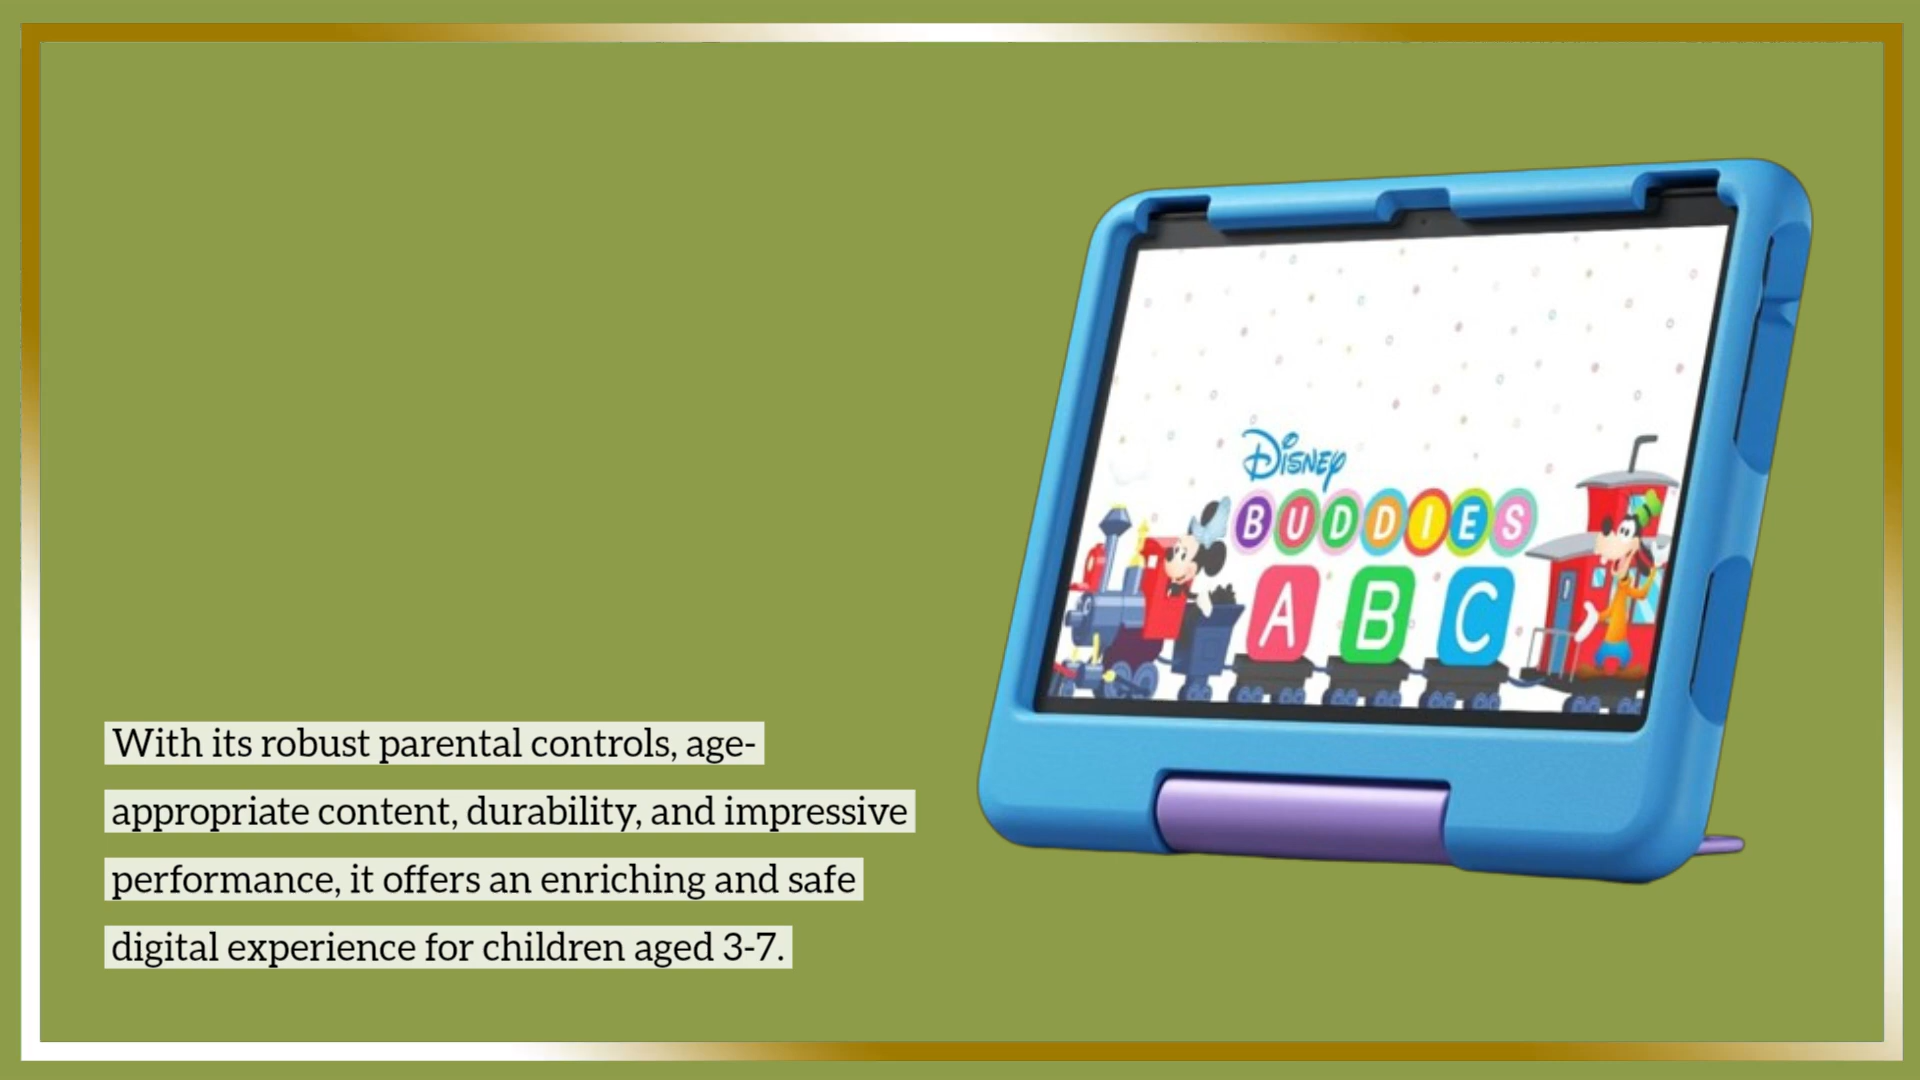 Disney
BUDDIES
A B C
With its robust parental controls, age-
appropriate content, durability, and impressive
performance, it offers an enriching and safe
digital experience for children aged 3-7.